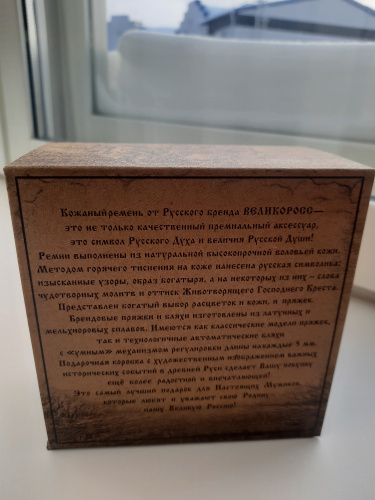 Кожаныйремень от Русского бренда ВЕЛИКОРОСС—
это не только качественный премиальный аксессуар,
это символ Русского Духа и величия Русской Души!
Ремни выполнены из натуральной высокопрочной воловьей кожи.
Методом горячего тиснения на коже нанесена русская символика:
изысканные узоры, образ богатыря, а на некоторых из них – слова
чудотворных молитв и оттиск Животворящего Господнего Креста.
Представлен богатый выбор расцветок и кожи, и пряжек.
Брендовые пряжки и бляхи изготовлены из латунных и
мельхиоровых сплавов. Имеются как классические модели пряжек,
так и технологичные автоматические бляхи
с «умным» механизмом регуляции длины накаждые 5 мм.
Подарочная коробка с художественным изображением важных
исторических событий в древней Руси сделает Вашу покупку
ещё более радостной и впечатляющей!
Это самый лучший подарок для Настоящих Мужчин,
которые любят и уважают свою Родину -
нашу Великую Россию!